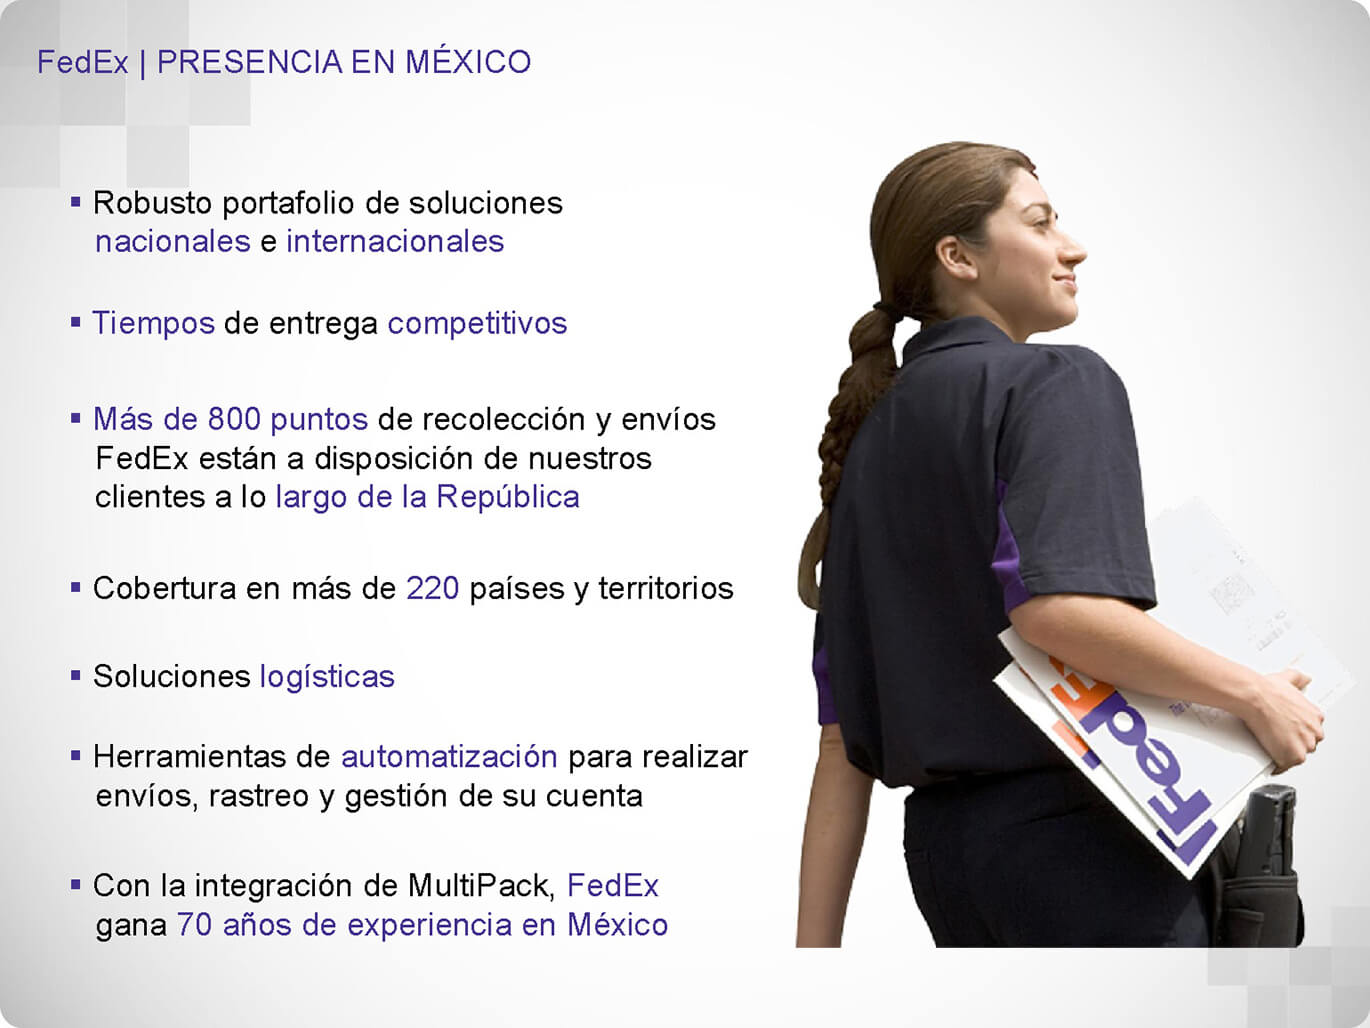 FedEx | PRESENCIA EN MÉXICO
▪ Robusto portafolio de soluciones
nacionales e internacionales
▪ Tiempos de entrega competitivos
▪ Más de 800 puntos de recolección y envíos
FedEx están a disposición de nuestros
clientes a lo largo de la República
▪ Cobertura en más de 220 países y territorios
▪ Soluciones logísticas
▪ Herramientas de automatización para realizar
envíos, rastreo y gestión de su cuenta
▪ Con la integración de MultiPack, FedEx
gana 70 años de experiencia en México
FedEx